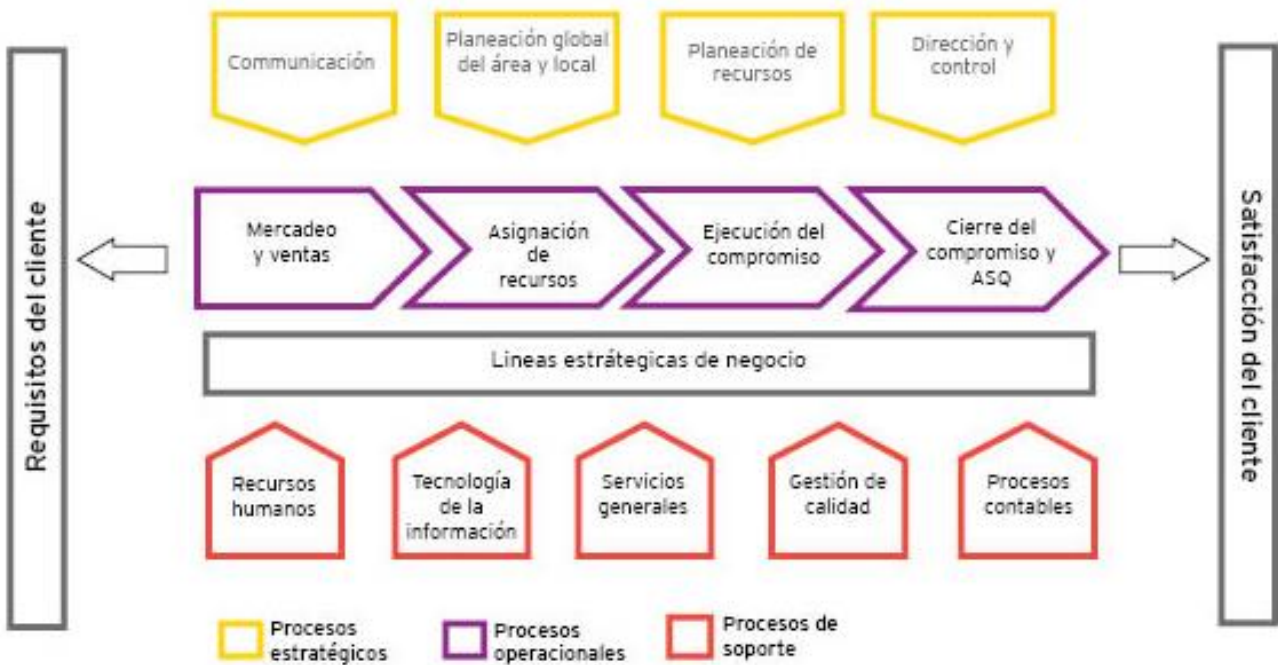 Communicación
Planeación global
del área y local
Planeación de
recursos
Dirección y
control
Requisitos del cliente
Mercadeo
y ventas
Asignación
de
recursos
Ejecución del
compromiso
Cierre del
compromiso y
ASQ
Satisfacción del cliente
Lineas estrátegicas de negocio
Recursos
humanos
Tecnología
de la
información
Servicios
generales
Gestión de
calidad
Procesos
contables
Procesos
estratégicos
Procesos
operacionales
Procesos de
soporte